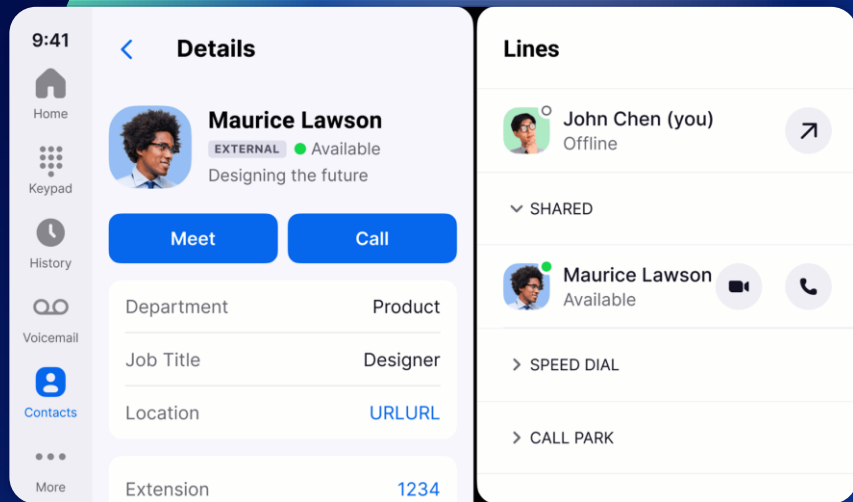 9:41
Home
Keypad
History
Voicemail
Contacts
More
Details
Maurice Lawson
EXTERNAL Available
Designing the future
Meet Call
Department Product
Job Title Designer
Location URLURL
Extension 1234
Lines
John Chen (you)
Offline
SHARED
Maurice Lawson
Available
SPEED DIAL
CALL PARK